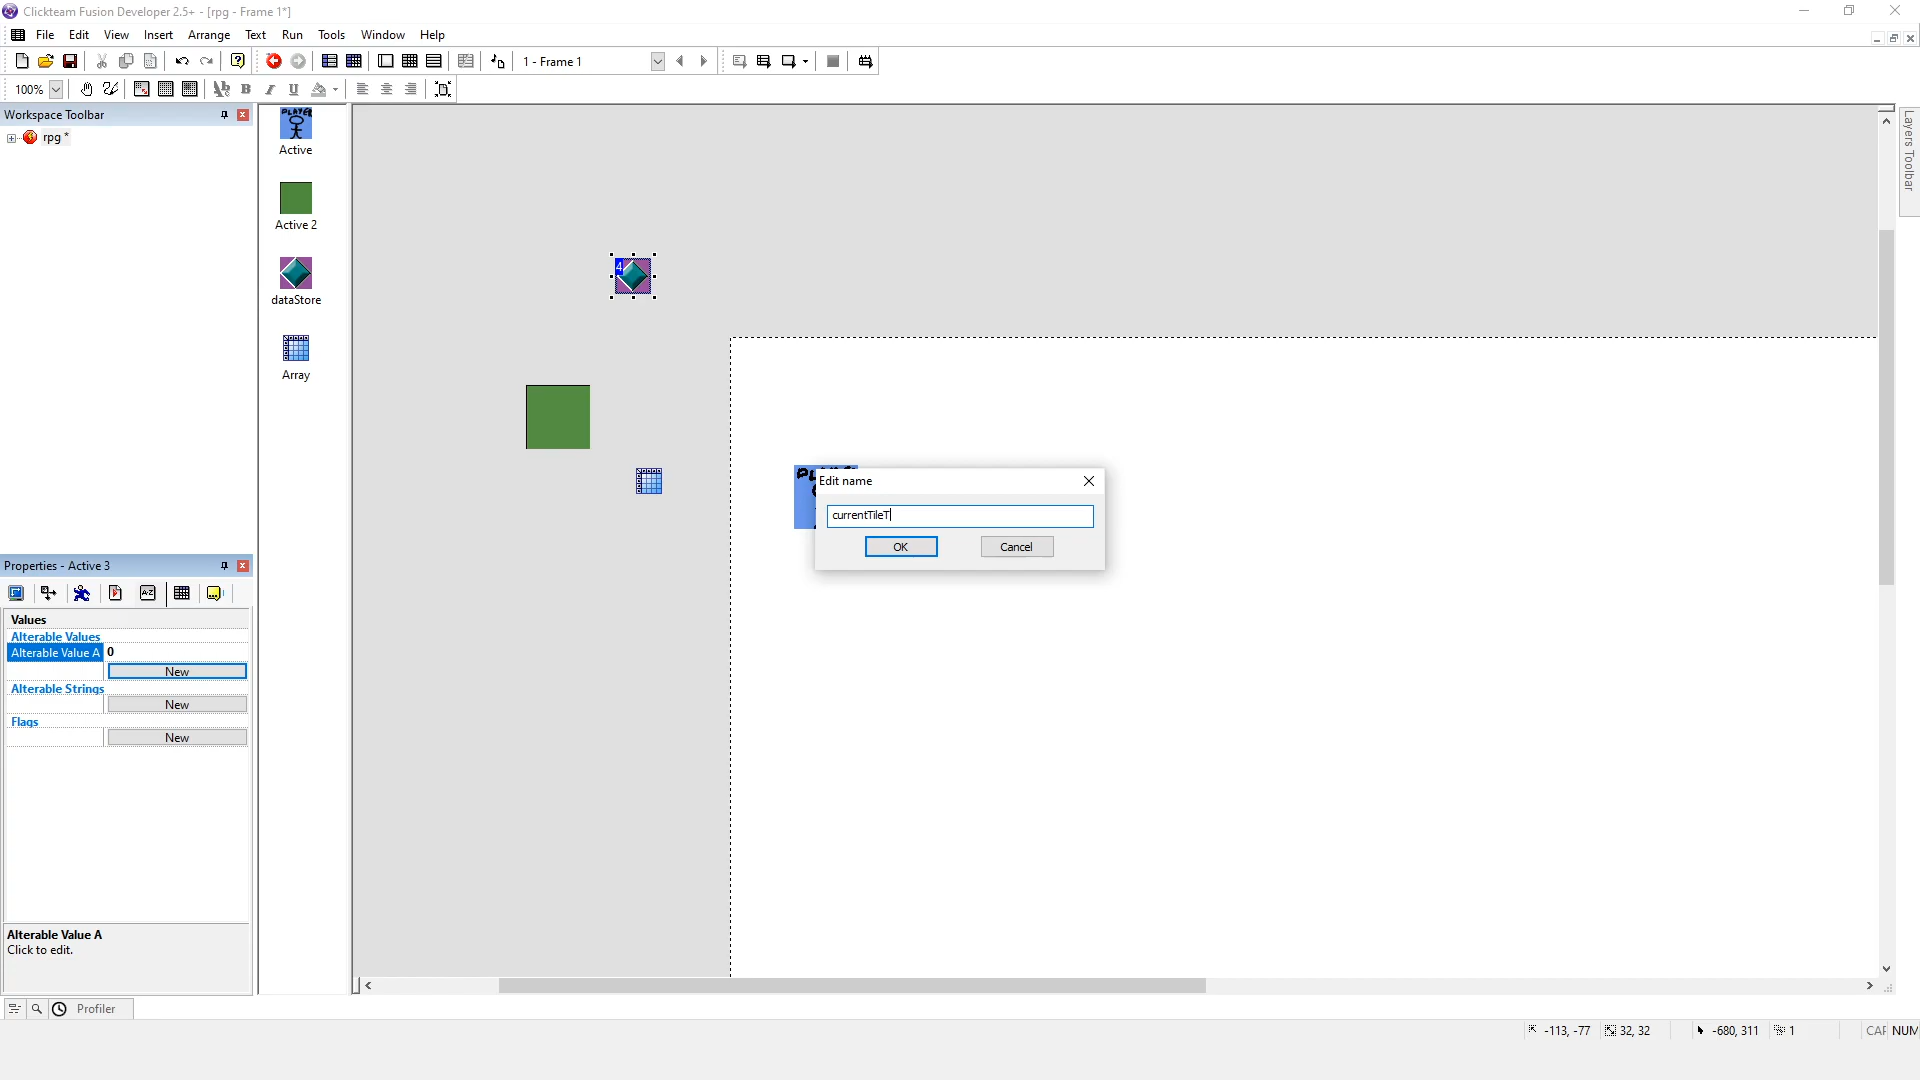 Clickteam Fusion Developer 2.5+ - [rpg - Frame 1*]
File Edit View Insert Arrange Text Run Tools Window Help
1 - Frame 1
100%
Workspace Toolbar
rpg *
PLAYER
Active
Active 2
dataStore
Array
4
Layers Toolbar
Edit name
currentTileT
OK Cancel
Properties - Active 3
Values
Alterable Values
Alterable Value A 0
New
Alterable Strings
New
Flags
New
Alterable Value A
Click to edit.
Profiler
-113, -77 32, 32 -680, 311 1 CAP NUM